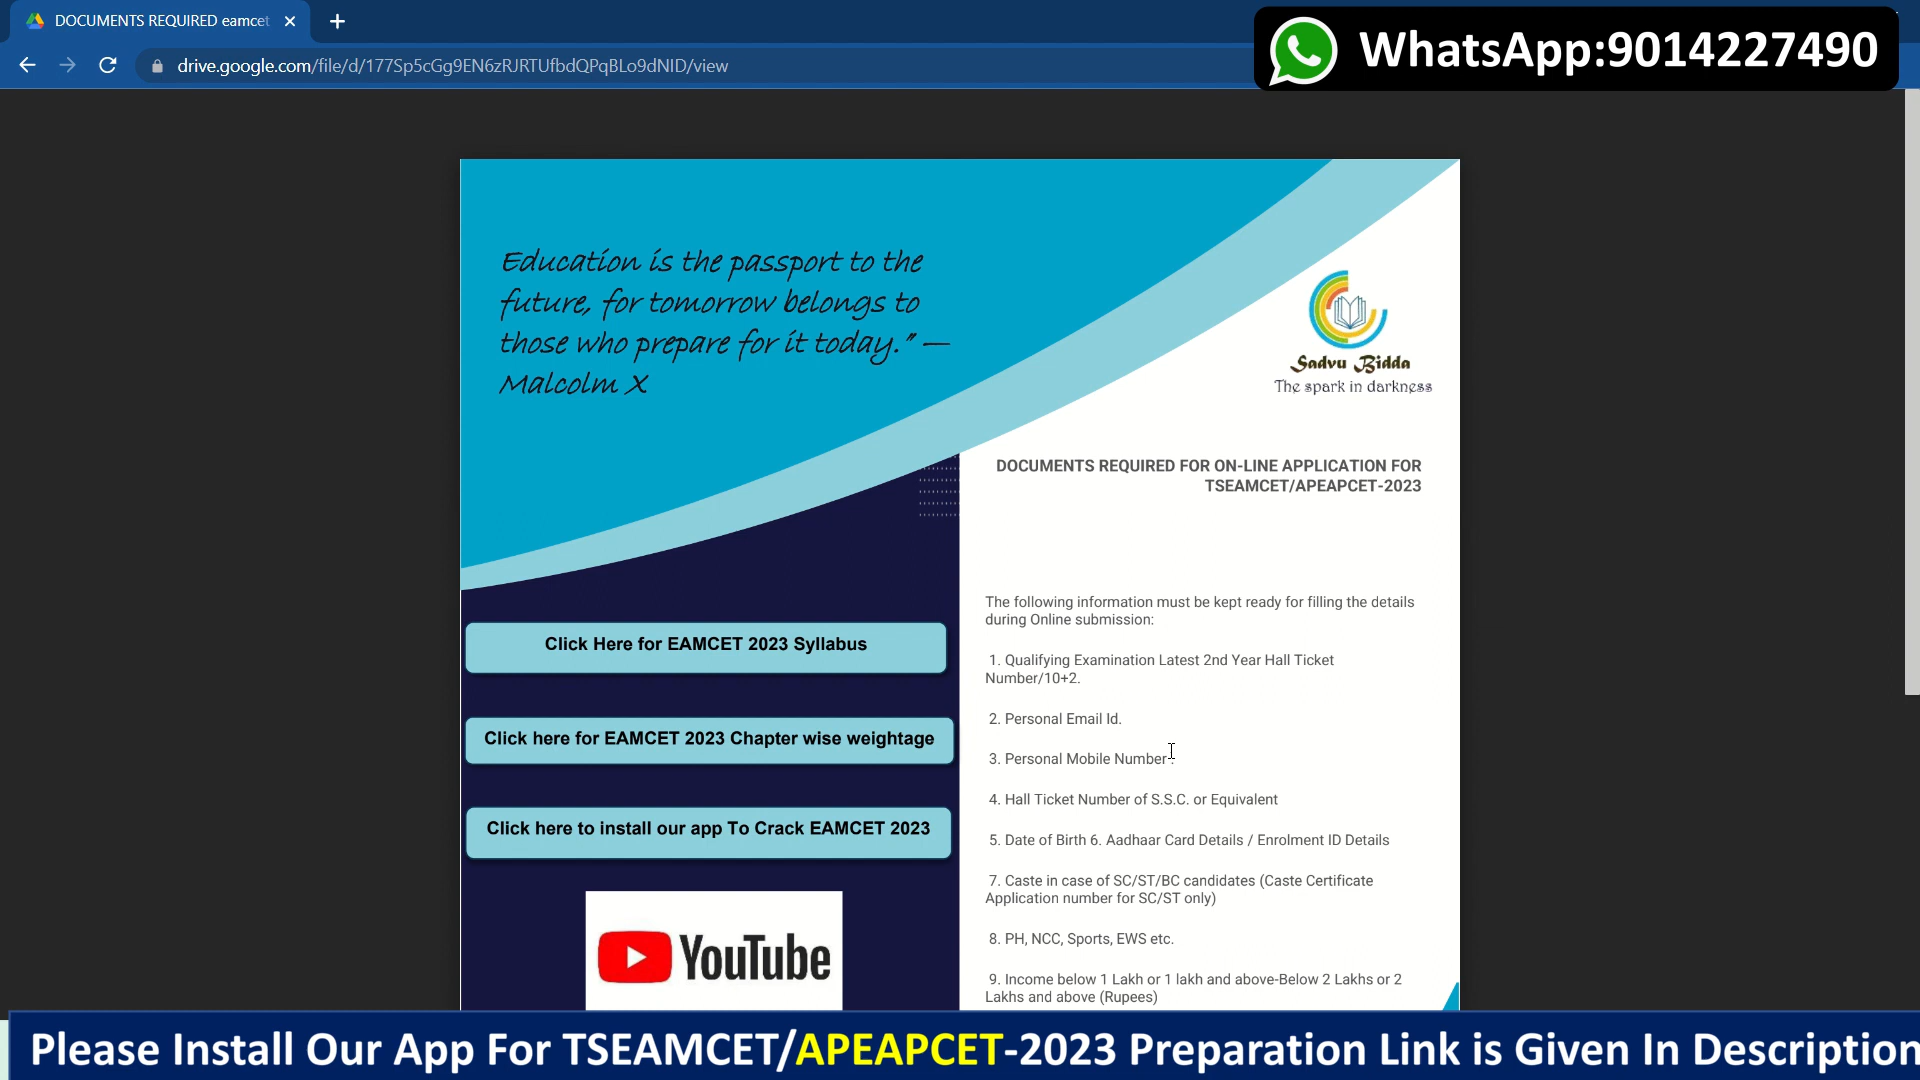 DOCUMENTS REQUIRED eamcet
WhatsApp:9014227490
drive.google.com/file/d/177Sp5cGg9EN6zRJRTUfbdQPqBLo9dNID/view
Education is the passport to the
future, for tomorrow belongs to
those who prepare for it today.” —
Malcolm X
Sadvu Bidda
The spark in darkness
DOCUMENTS REQUIRED FOR ON-LINE APPLICATION FOR
TSEAMCET/APEAPCET-2023
The following information must be kept ready for filling the details
during Online submission:
1. Qualifying Examination Latest 2nd Year Hall Ticket
Number/10+2.
2. Personal Email Id.
3. Personal Mobile Number .
4. Hall Ticket Number of S.S.C. or Equivalent
5. Date of Birth 6. Aadhaar Card Details / Enrolment ID Details
7. Caste in case of SC/ST/BC candidates (Caste Certificate
Application number for SC/ST only)
8. PH, NCC, Sports, EWS etc.
9. Income below 1 Lakh or 1 lakh and above-Below 2 Lakhs or 2
Lakhs and above (Rupees)
Click Here for EAMCET 2023 Syllabus
Click here for EAMCET 2023 Chapter wise weightage
Click here to install our app To Crack EAMCET 2023
YouTube
Please Install Our App For TSEAMCET/APEAPCET-2023 Preparation Link is Given In Description